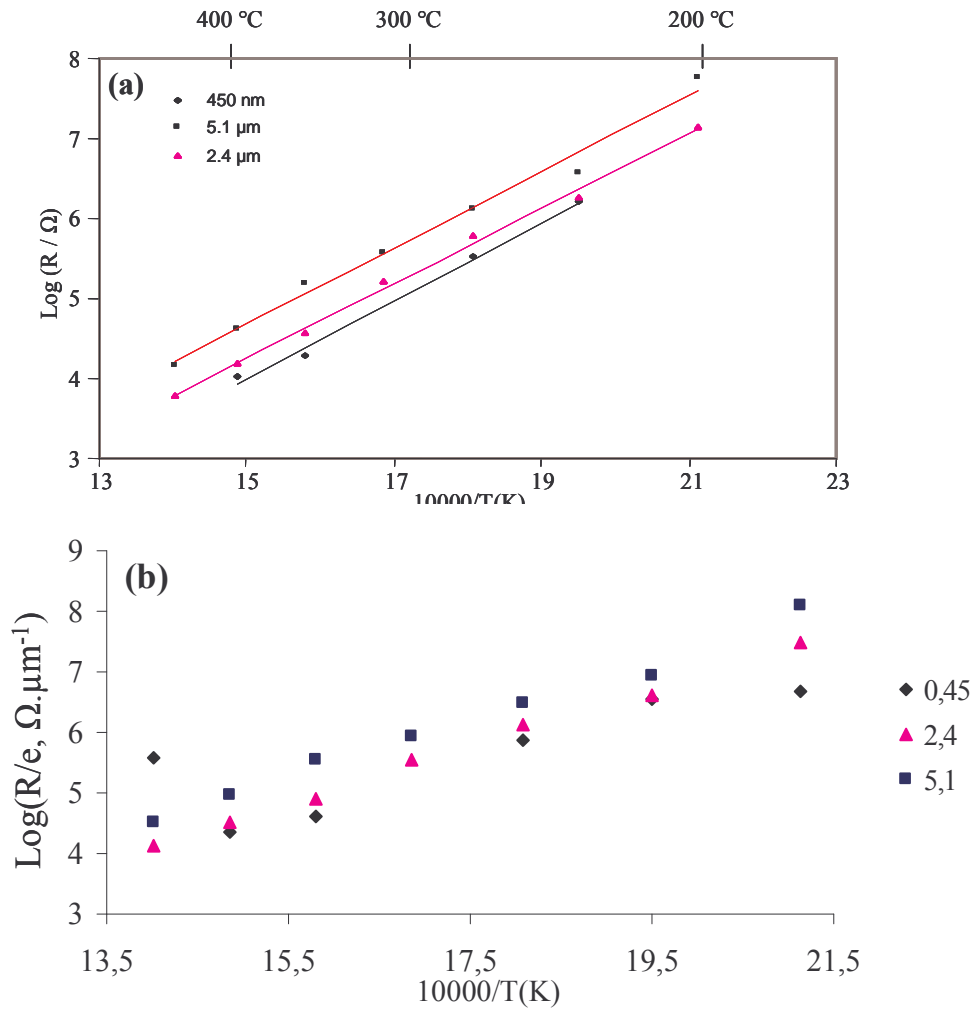 400 °C 300 °C 200 °C
8
(a)
450 nm
5.1 µm
2.4 µm
7
6
5
4
3
Log (R / Ω)
13 15 17 19 21 23
10000/T(K)
9
(b)
8
7
6
5
4
3
Log(R/e, Ω.µm⁻¹)
0,45
2,4
5,1
13,5 15,5 17,5 19,5 21,5
10000/T(K)